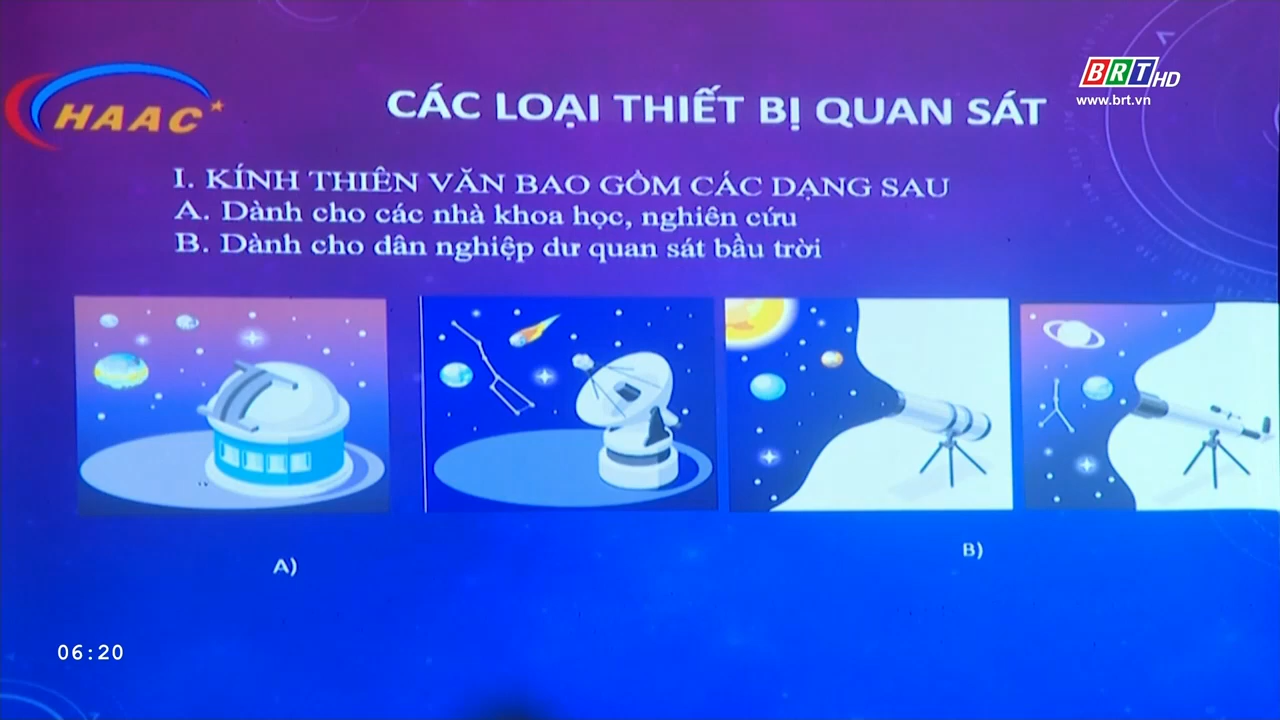 HAAC
CÁC LOẠI THIẾT BỊ QUAN SÁT
BRT HD
www.brt.vn
I. KÍNH THIÊN VĂN BAO GỒM CÁC DẠNG SAU
A. Dành cho các nhà khoa học, nghiên cứu
B. Dành cho dân nghiệp dư quan sát bầu trời
A)
B)
06:20